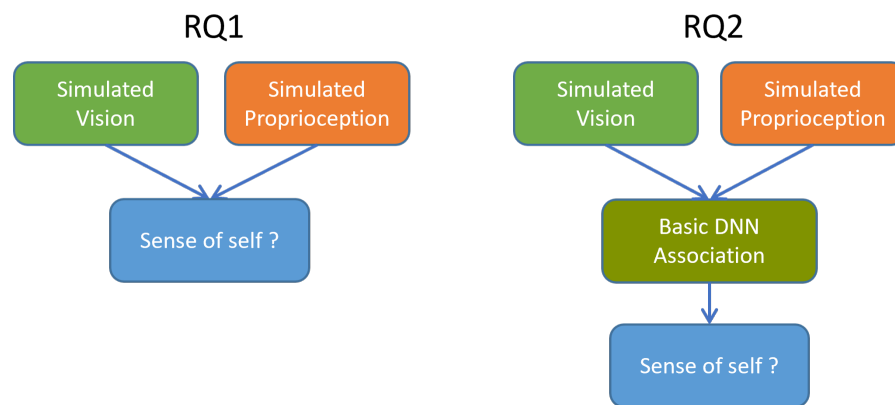 RQ1
Simulated
Vision
Simulated
Proprioception
Sense of self ?
RQ2
Simulated
Vision
Simulated
Proprioception
Basic DNN
Association
Sense of self ?